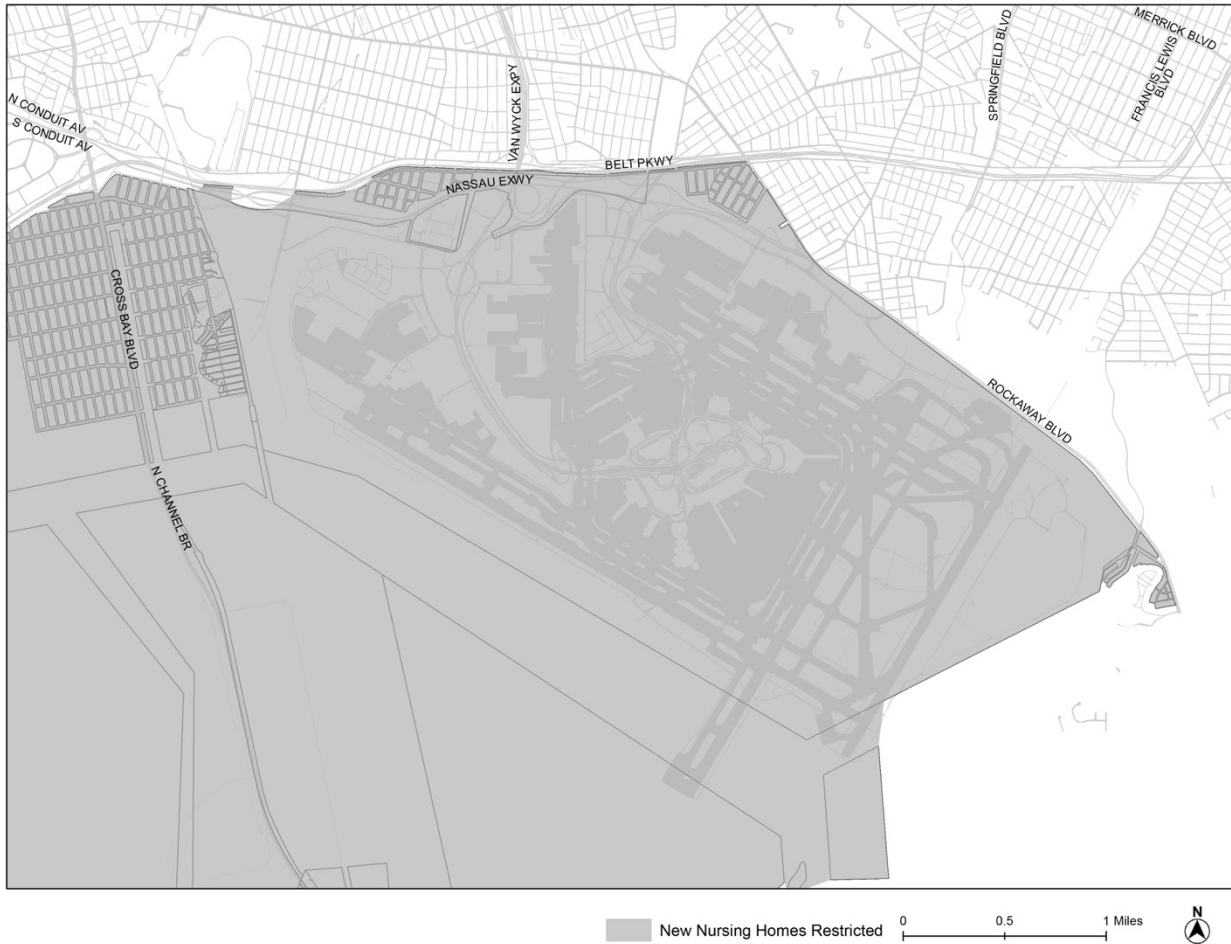 MERRICK BLVD
SPRINGFIELD BLVD
FRANCIS LEWIS
BLVD
N CONDUIT AV
S CONDUIT AV
VAN WYCK EXPY
BELT PKWY
NASSAU EXWY
CROSS BAY BLVD
ROCKAWAY BLVD
N CHANNEL BR
New Nursing Homes Restricted
0 0.5 1 Miles
N